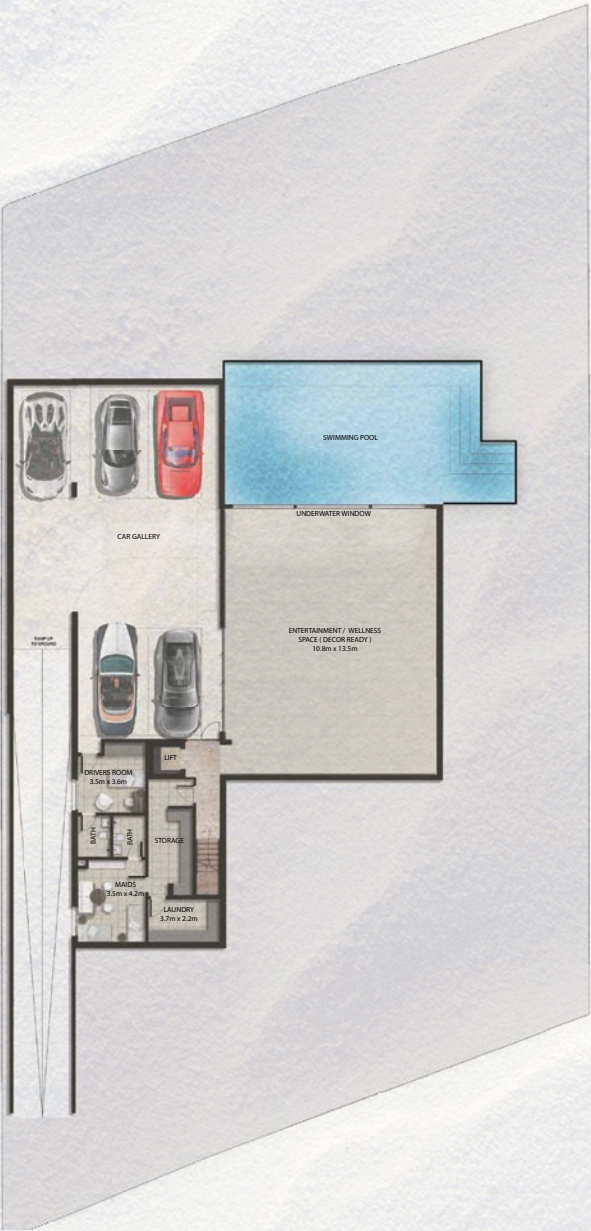 SWIMMING POOL
UNDERWATER WINDOW
CAR GALLERY
ENTERTAINMENT / WELLNESS
SPACE ( DECOR READY )
10.8m x 13.5m
RAMP UP
TO GROUND
LIFT
DRIVERS ROOM
3.5m x 3.6m
BATH
BATH
STORAGE
MAIDS
3.5m x 4.2m
LAUNDRY
3.7m x 2.2m